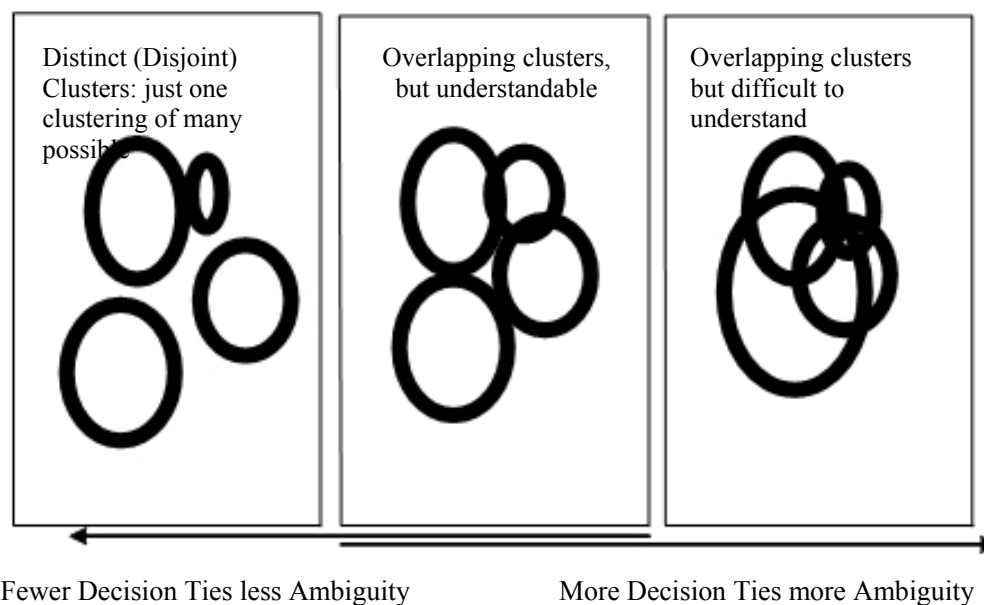 Distinct (Disjoint)
Clusters: just one
clustering of many
possible
Overlapping clusters,
but understandable
Overlapping clusters
but difficult to
understand
Fewer Decision Ties less Ambiguity
More Decision Ties more Ambiguity